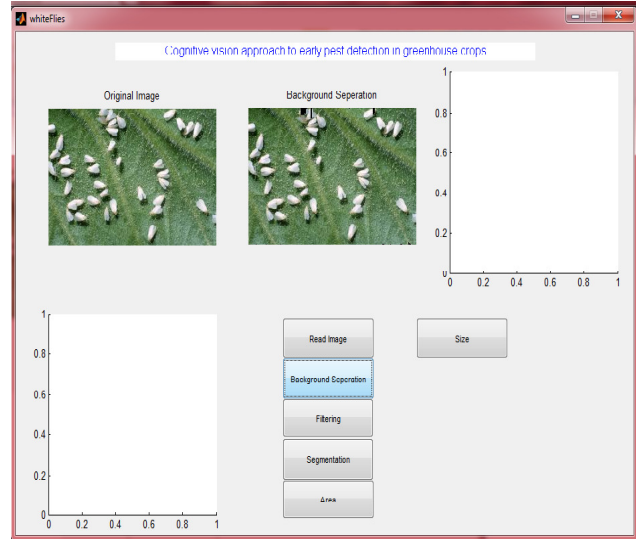 whiteFlies
Cognitive vision approach to early pest detection in greenhouse crops
Original Image
Background Seperation
1
0.8
0.6
0.4
0.2
0
0 0.2 0.4 0.6 0.8 1
1
0.8
0.6
0.4
0.2
0
0 0.2 0.4 0.6 0.8 1
Read Image
Size
Background Seperation
Filtering
Segmentation
Area